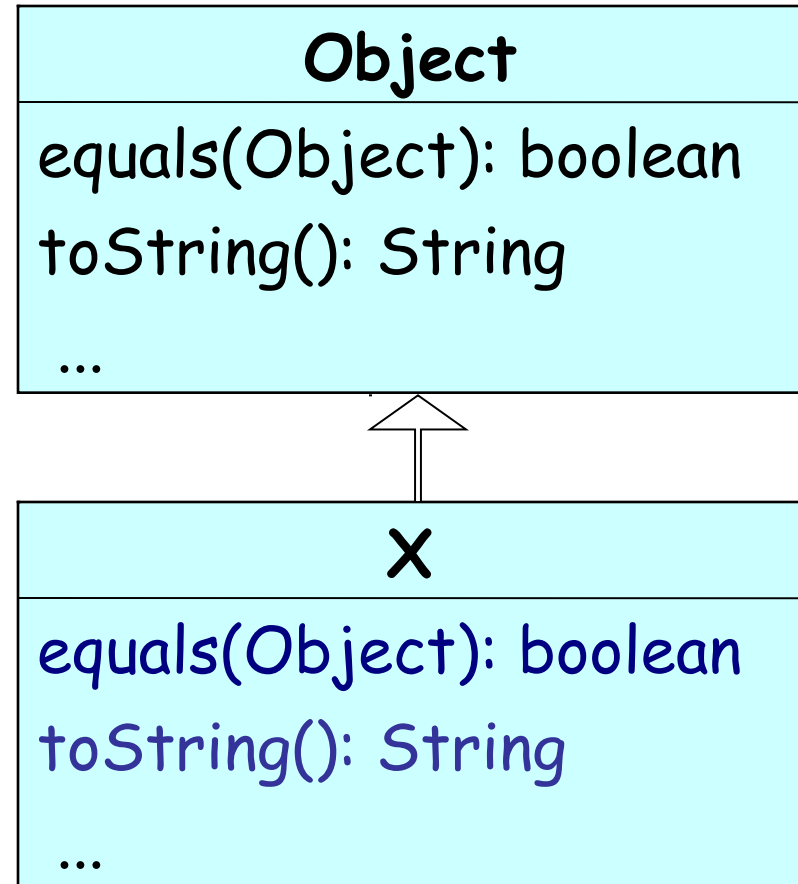 Object
equals(Object): boolean
toString(): String
...
X
equals(Object): boolean
toString(): String
...